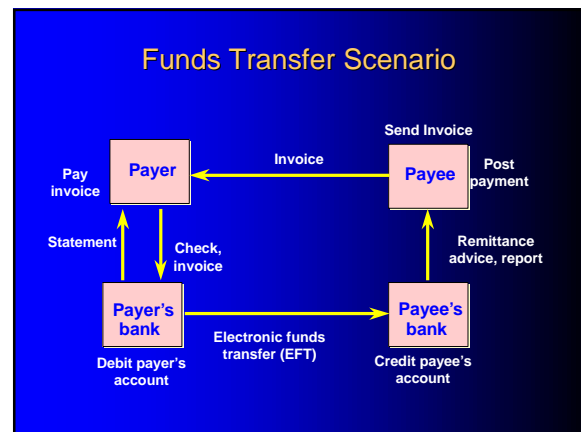 Funds Transfer Scenario
Send Invoice
Pay
invoice
Payer
Invoice
Payee
Post
payment
Statement
Check,
invoice
Remittance
advice, report
Payer's
bank
Electronic funds
transfer (EFT)
Payee's
bank
Debit payer's
account
Credit payee's
account